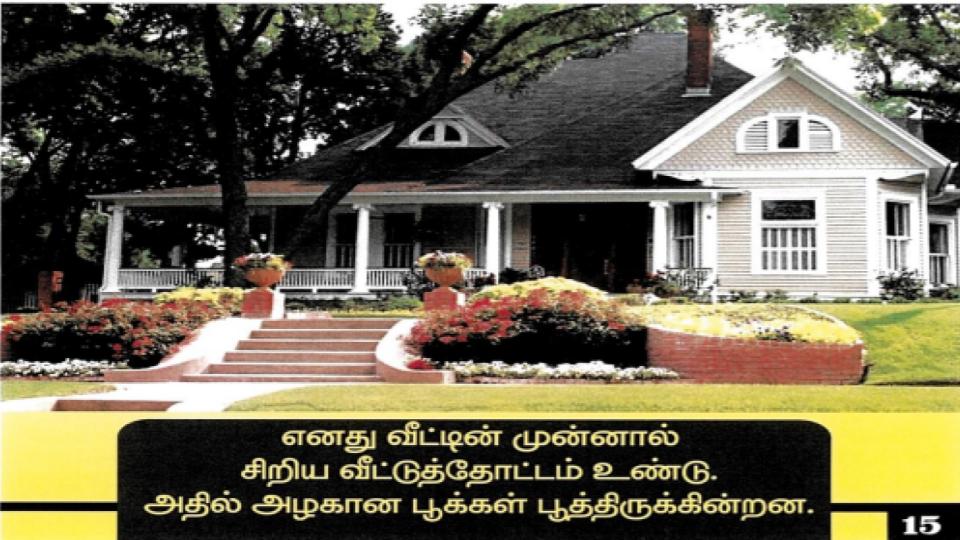 எனது வீட்டின் முன்னால்
சிறிய வீட்டுத்தோட்டம் உண்டு.
அதில் அழகான பூக்கள் பூத்திருக்கின்றன.
15